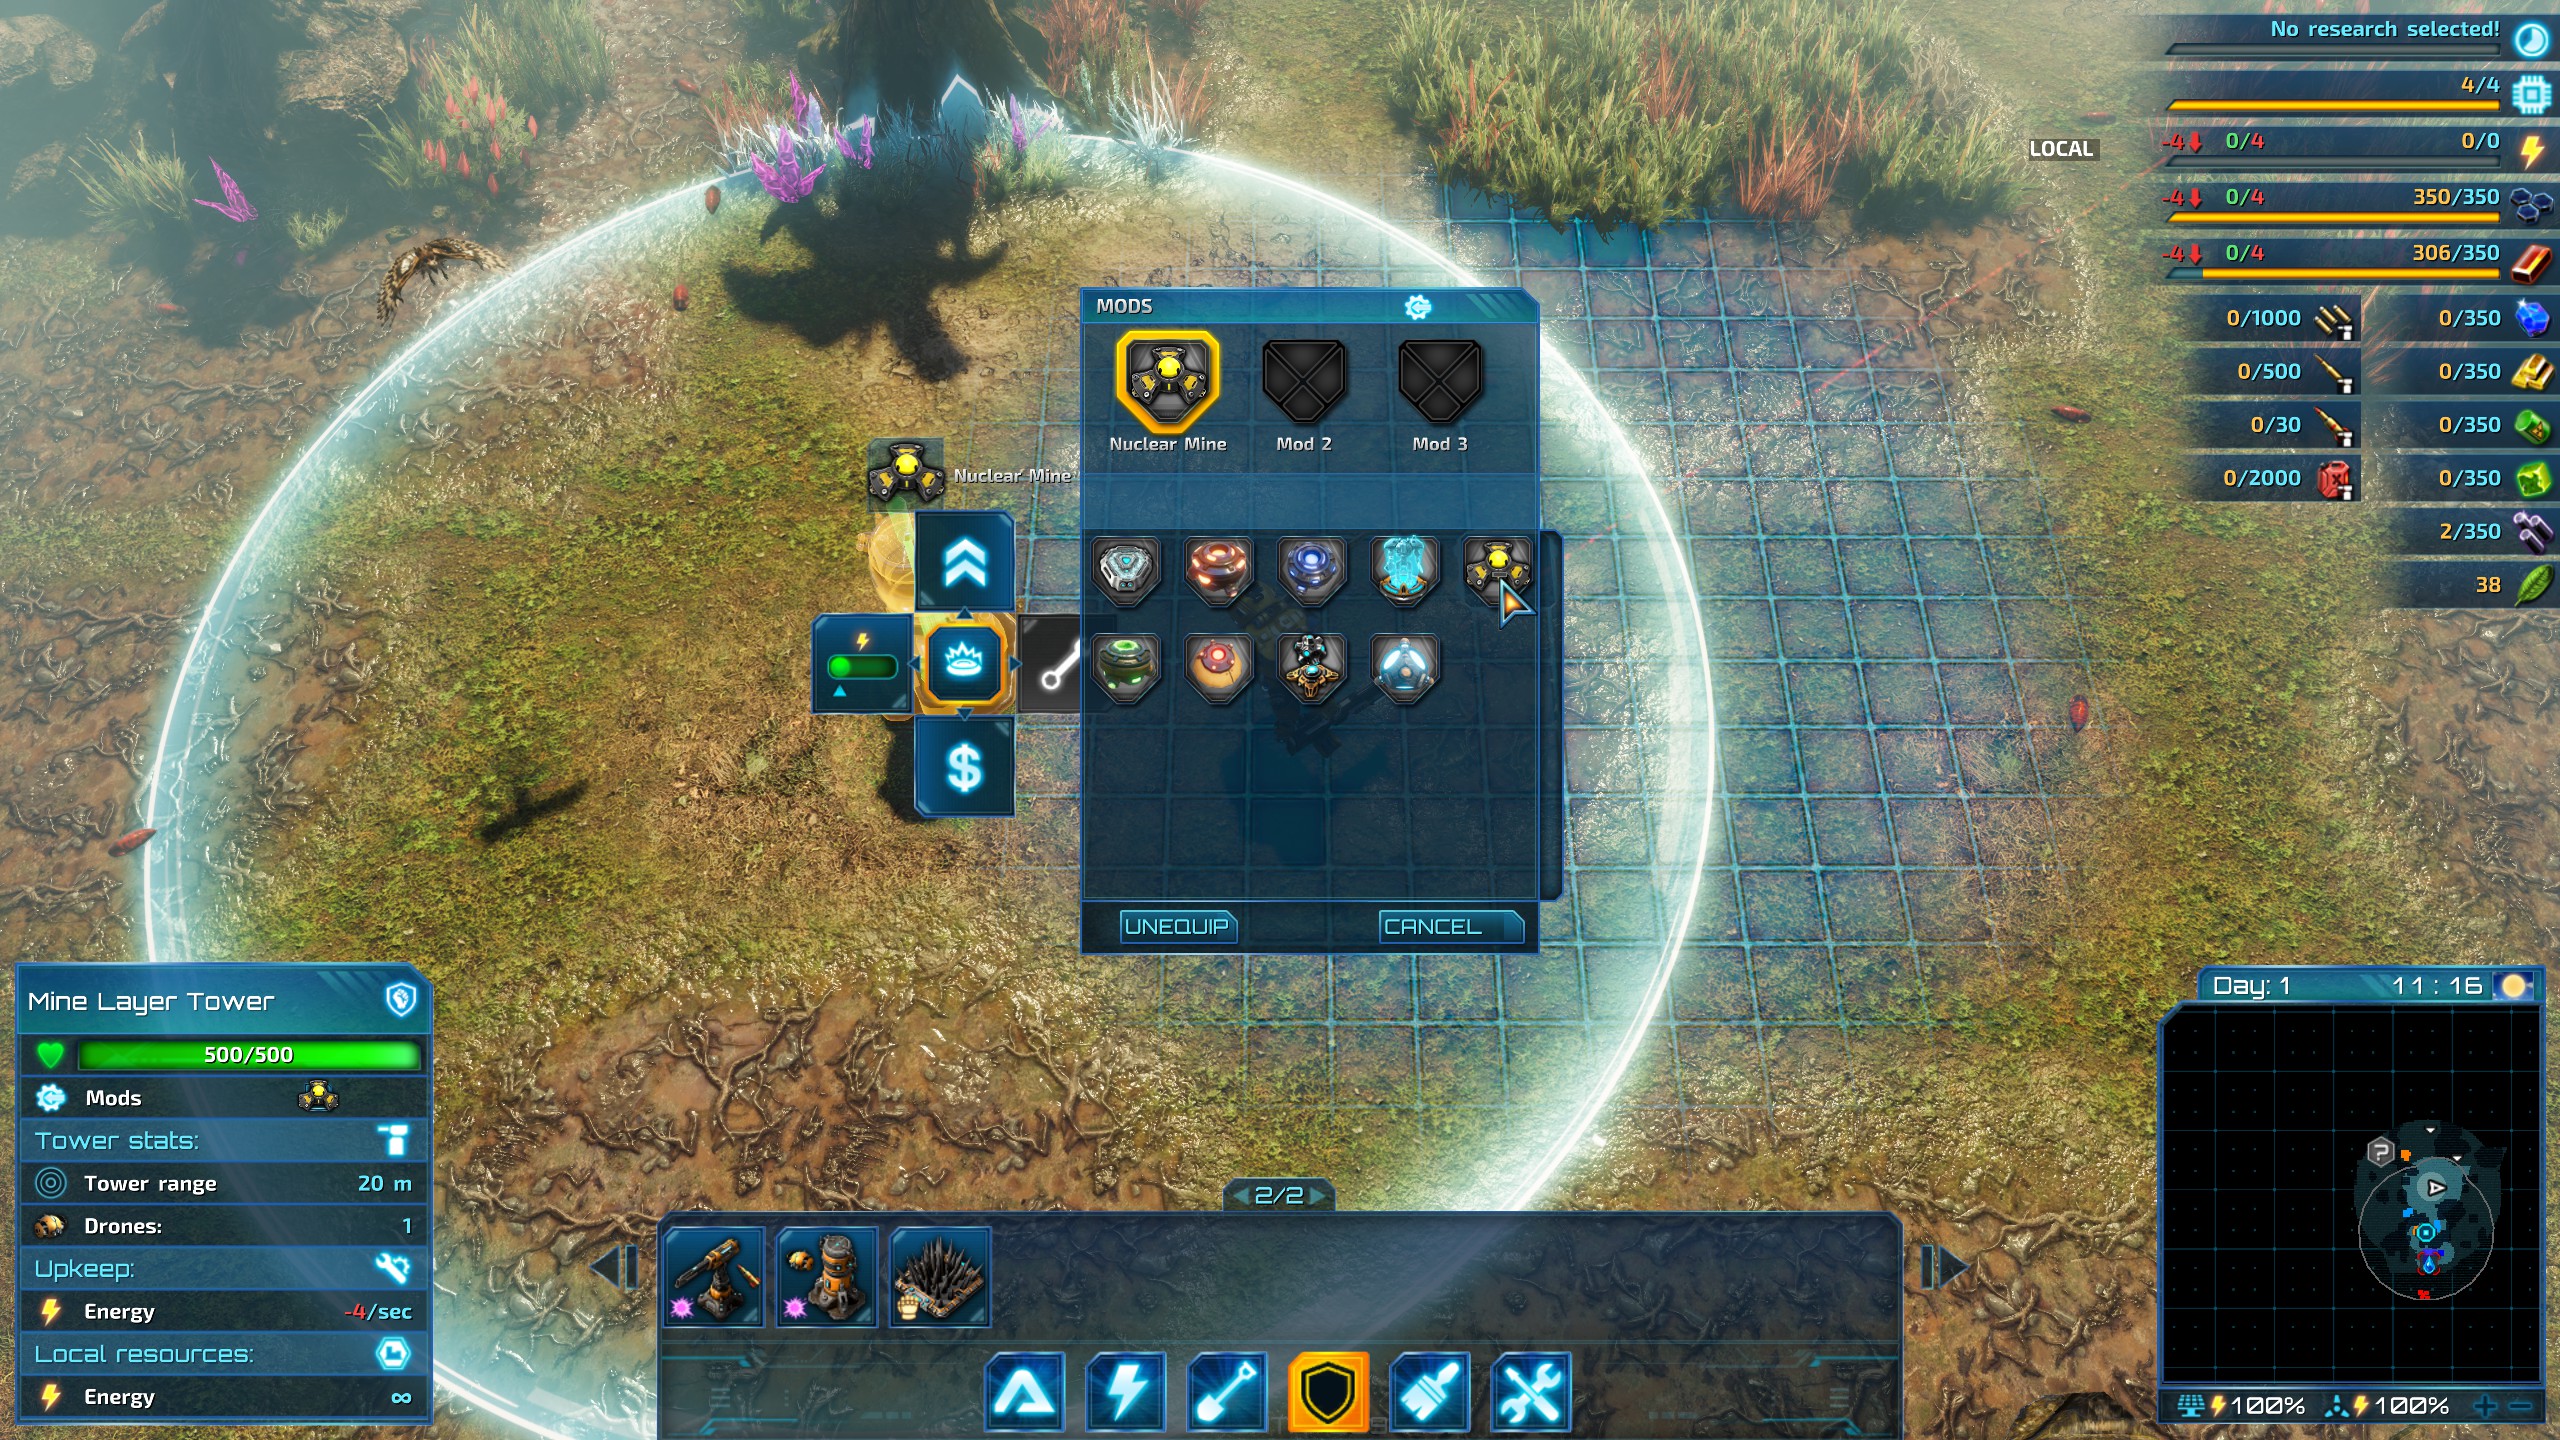 No research selected!
4/4
-4 0/4 0/0
LOCAL
-4 0/4 350/350
-4 0/4 306/350
0/1000 0/350
0/500 0/350
0/30 0/350
0/2000 0/350
2/350
38
MODS
Nuclear Mine
Mod 2
Mod 3
Nuclear Mine
$
UNEQUIP
CANCEL
Mine Layer Tower
500/500
Mods
Tower stats:
Tower range 20 m
Drones: 1
Upkeep:
Energy -4/sec
Local resources:
Energy ∞
2/2
Day: 1 11:16
?
100% 100%